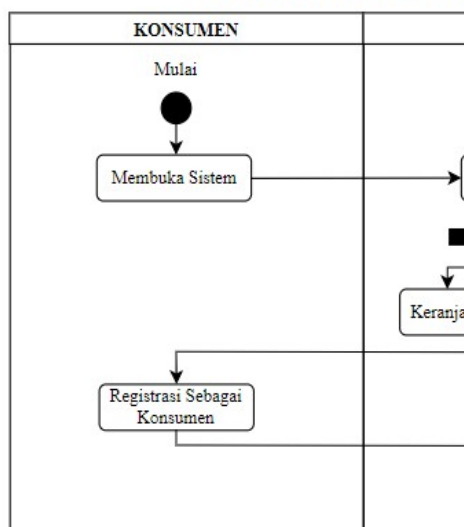 KONSUMEN
Mulai
Membuka Sistem
Keranja
Registrasi Sebagai
Konsumen